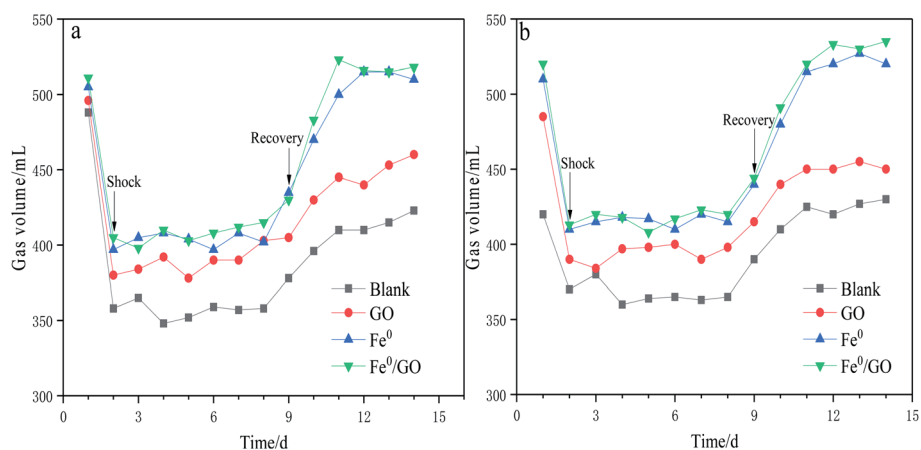 a
550
500
450
400
350
300
Gas volume/mL
Shock
Recovery
Blank
GO
Fe⁰
Fe⁰/GO
0 3 6 9 12 15
Time/d
b
550
500
450
400
350
300
Gas volume/mL
Shock
Recovery
Blank
GO
Fe⁰
Fe⁰/GO
0 3 6 9 12 15
Time/d